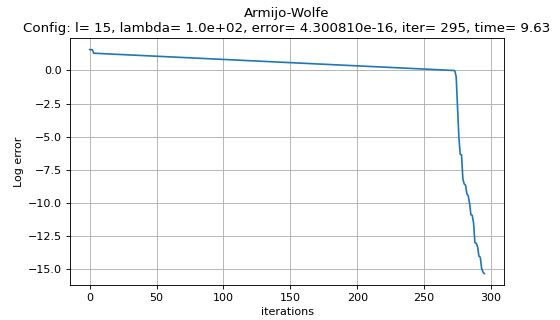 Armijo-Wolfe
Config: l= 15, lambda= 1.0e+02, error= 4.300810e-16, iter= 295, time= 9.63
Log error
0.0
−2.5
−5.0
−7.5
−10.0
−12.5
−15.0
0 50 100 150 200 250 300
iterations